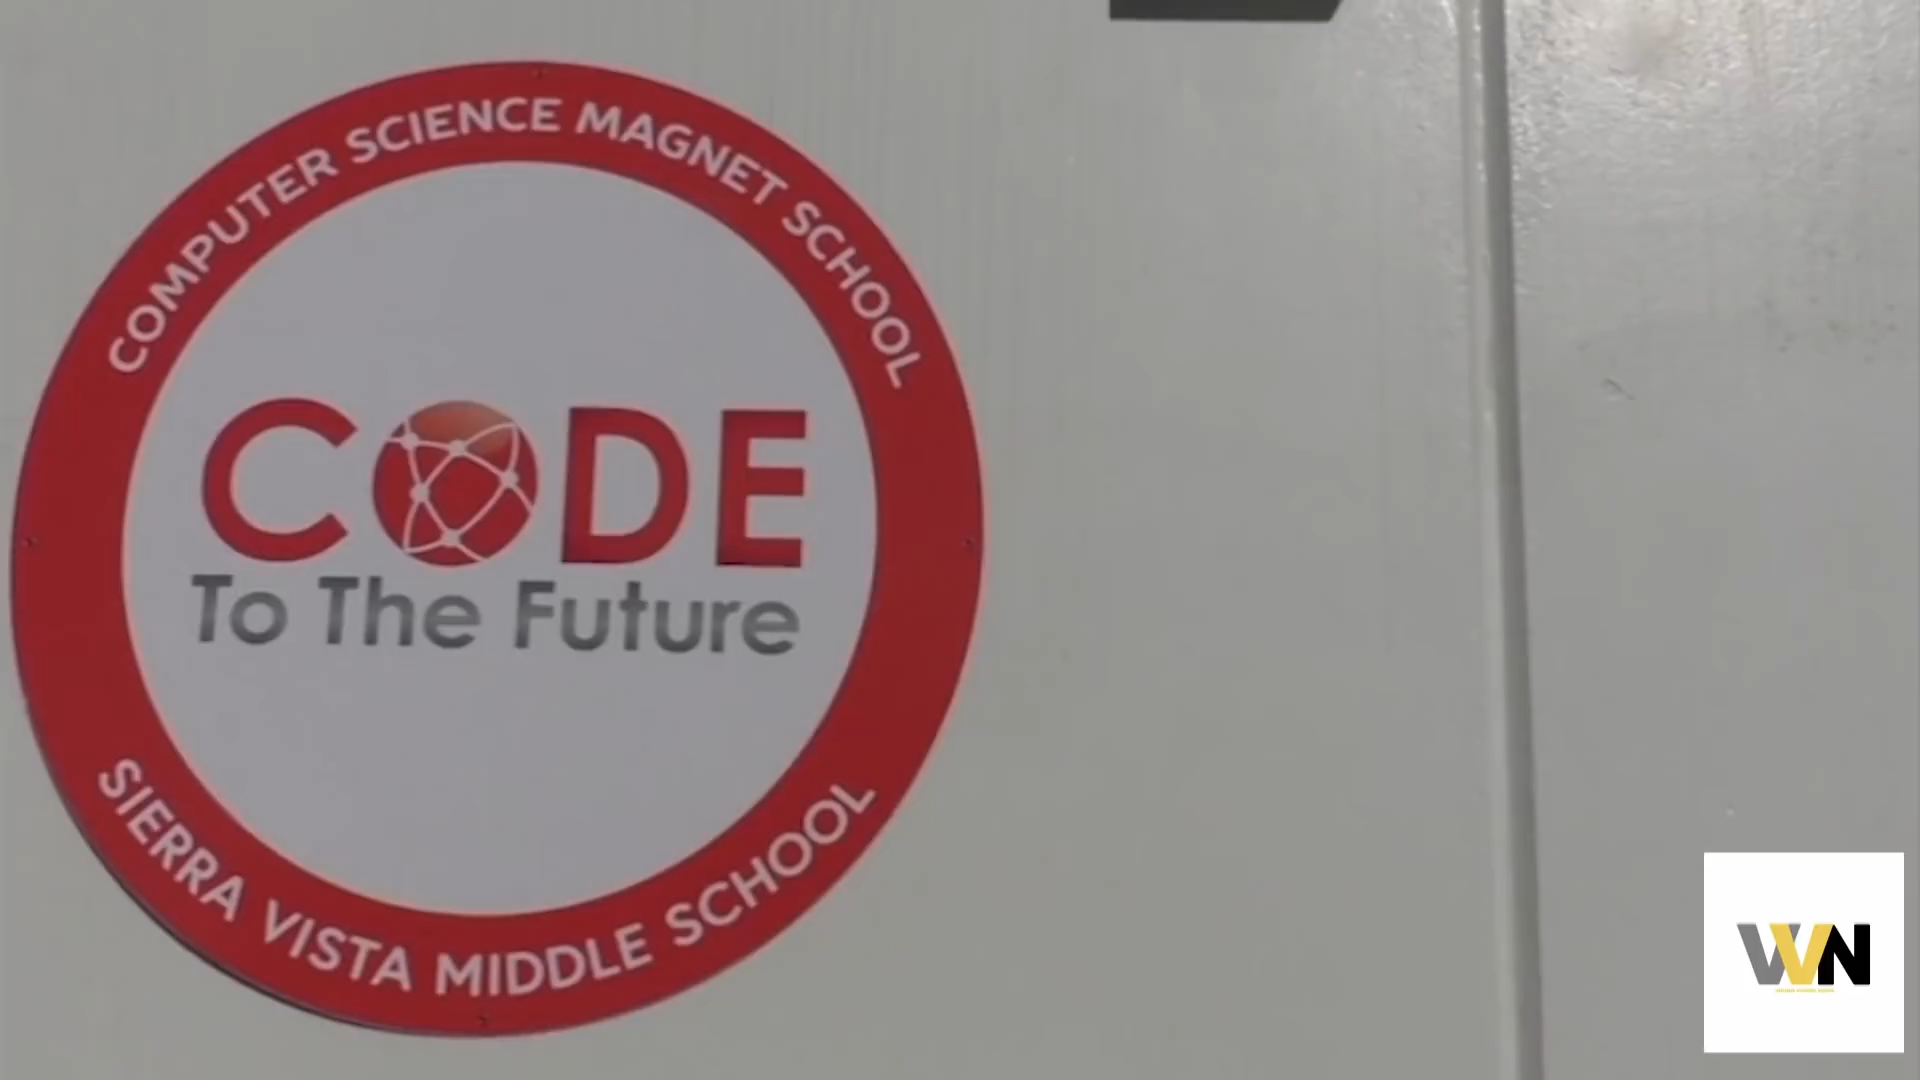 COMPUTER SCIENCE MAGNET SCHOOL
CODE
To The Future
SIERRA VISTA MIDDLE SCHOOL
WN